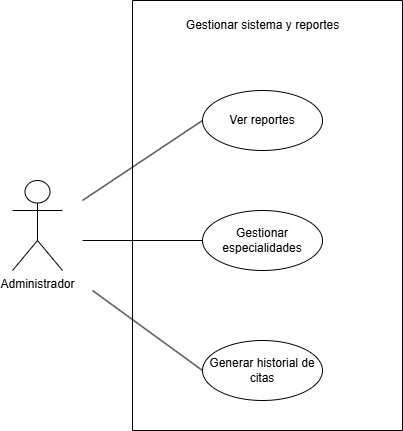 Gestionar sistema y reportes
Ver reportes
Gestionar
especialidades
Administrador
Generar historial de
citas